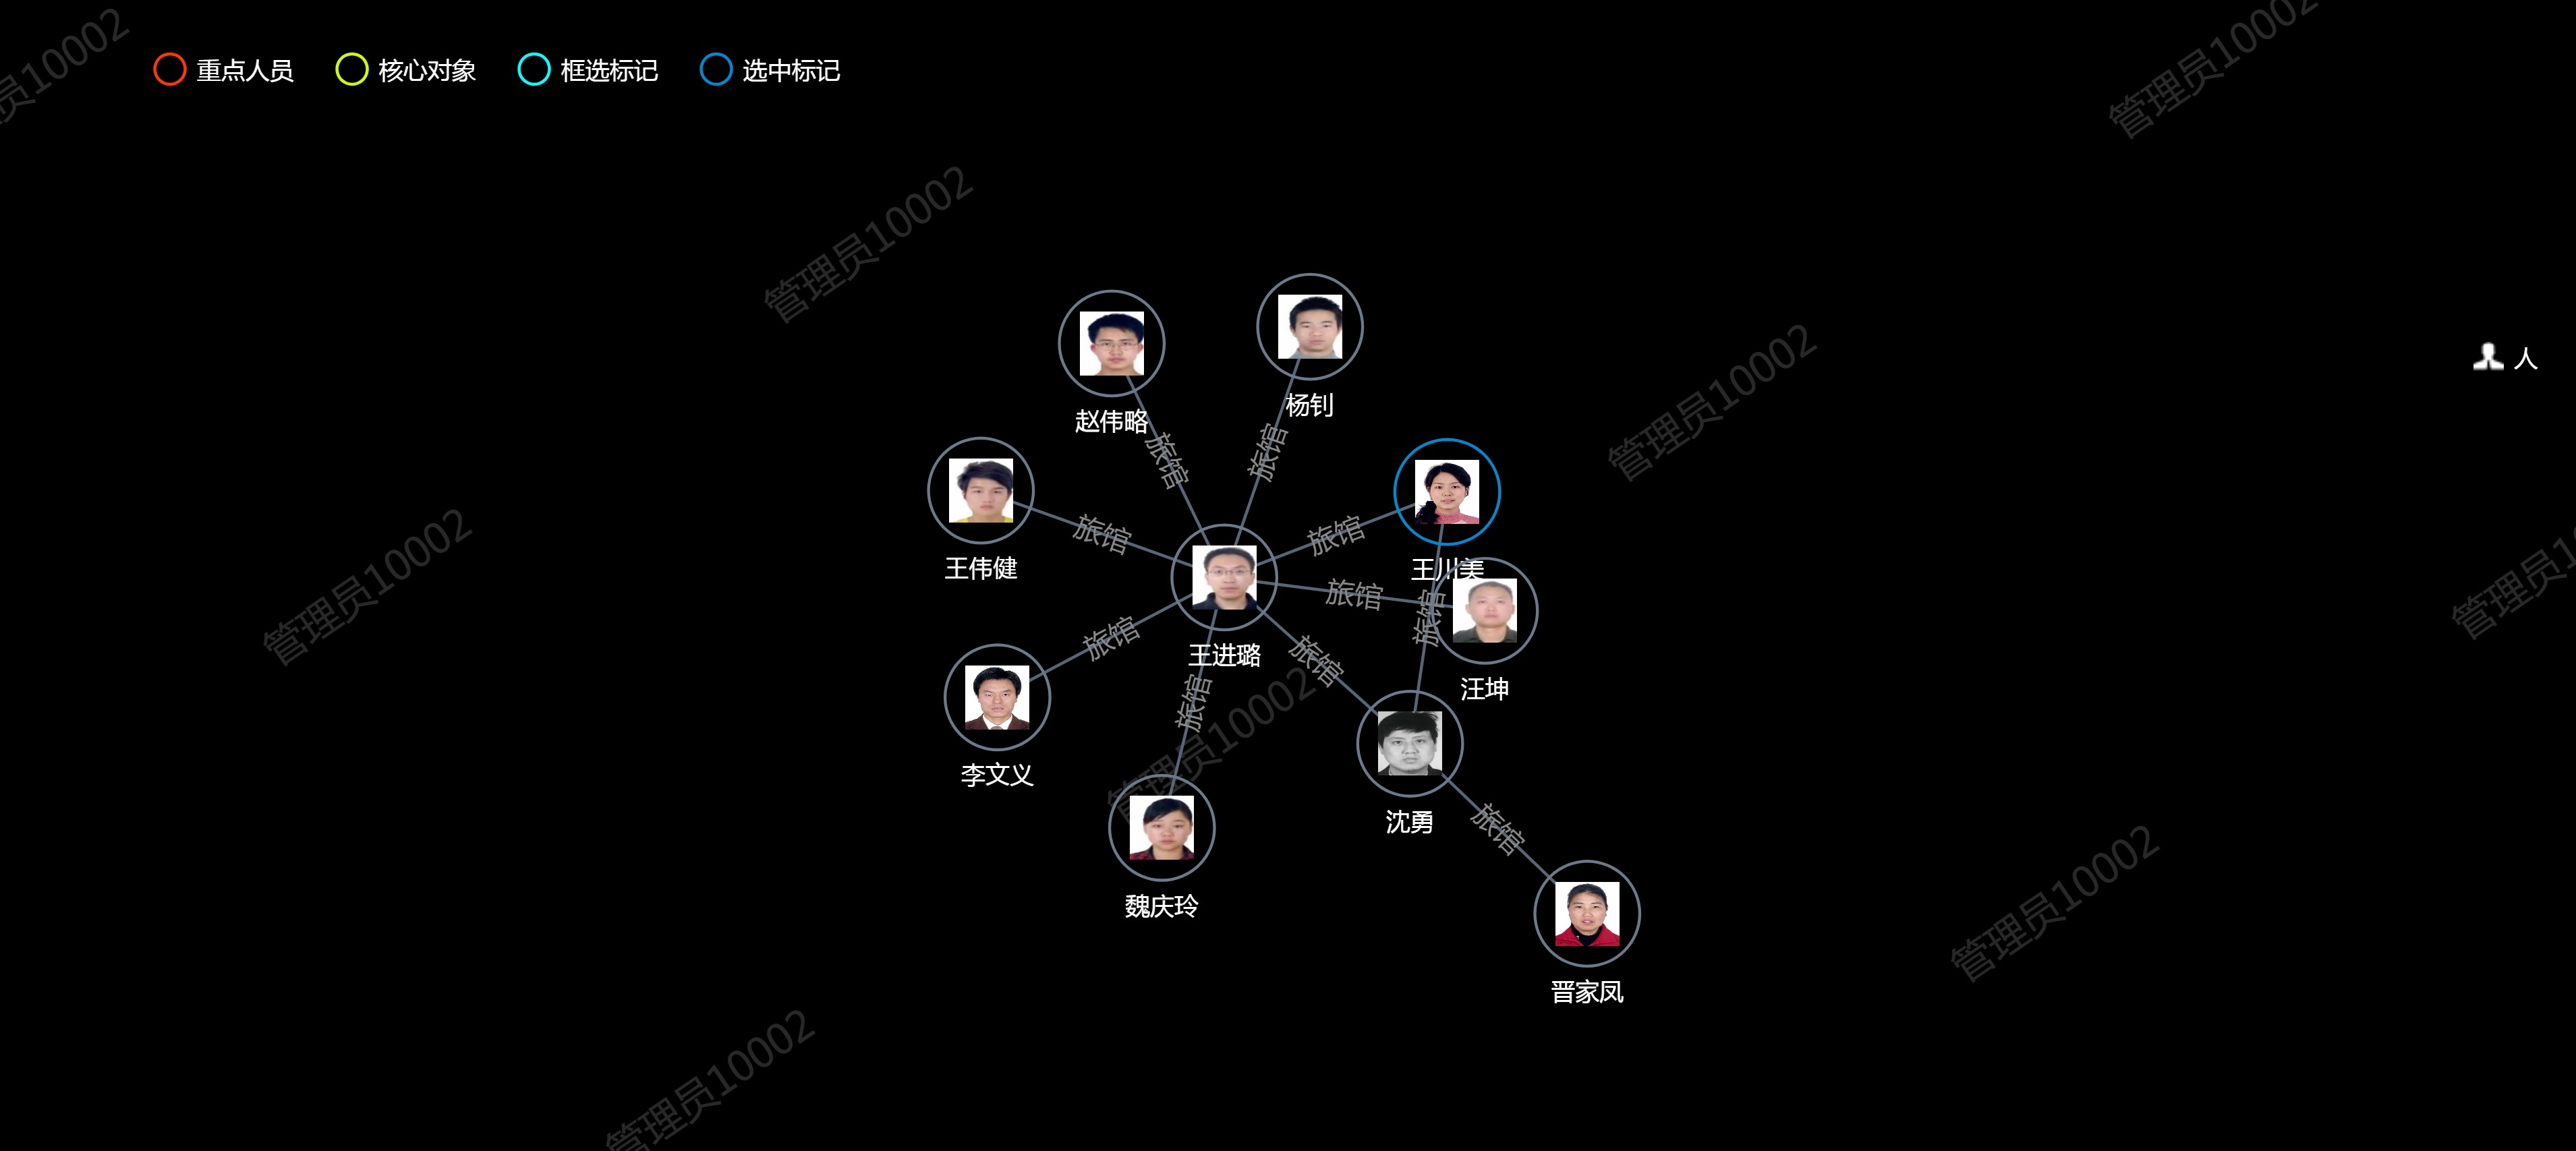 管理员10002
重点人员 核心对象 框选标记 选中标记
管理员10002
管理员10002
管理员10002
人
杨钊
赵伟略
旅馆
旅馆
王伟健
旅馆
旅馆
王川美
旅馆
旅馆
管理员10002
管理员10002
旅馆
王进璐
旅馆
汪坤
旅馆
李文义
管理员10002
沈勇
旅馆
魏庆玲
管理员10002
晋家凤
管理员10002